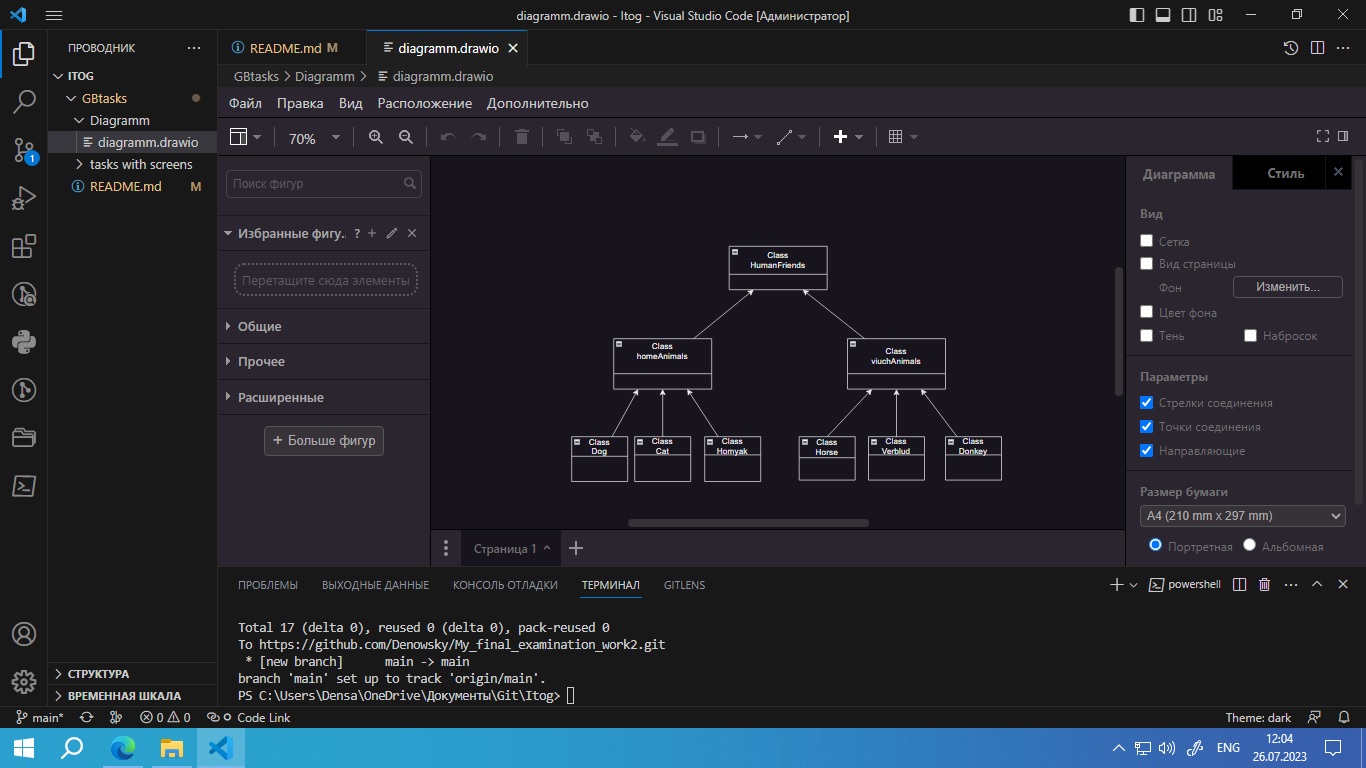 diagramm.drawio - Itog - Visual Studio Code [Администратор]
ПРОВОДНИК
ITOG
GBtasks
Diagramm
diagramm.drawio
tasks with screens
README.md M
СТРУКТУРА
ВРЕМЕННАЯ ШКАЛА
1
README.md M
diagramm.drawio
GBtasks > Diagramm > diagramm.drawio
Файл Правка Вид Расположение Дополнительно
70%
Поиск фигур
Избранные фигу.. ?
Перетащите сюда элементы
Общие
Прочее
Расширенные
+ Больше фигур
Class
HumanFriends
Class
homeAnimals
Class
viuchAnimals
Class
Dog
Class
Cat
Class
Homyak
Class
Horse
Class
Verblud
Class
Donkey
Страница 1
Диаграмма Стиль
Вид
Сетка
Вид страницы
Фон Изменить...
Цвет фона
Тень Набросок
Параметры
Стрелки соединения
Точки соединения
Направляющие
Размер бумаги
A4 (210 mm x 297 mm)
Портретная Альбомная
ПРОБЛЕМЫ ВЫХОДНЫЕ ДАННЫЕ КОНСОЛЬ ОТЛАДКИ ТЕРМИНАЛ GITLENS
powershell
Total 17 (delta 0), reused 0 (delta 0), pack-reused 0
To https://github.com/Denowsky/My_final_examination_work2.git
* [new branch] main -> main
branch 'main' set up to track 'origin/main'.
PS C:\Users\Densa\OneDrive\Документы\Git\Itog>
main* 0 0 Code Link Theme: dark
ENG
12:04
26.07.2023